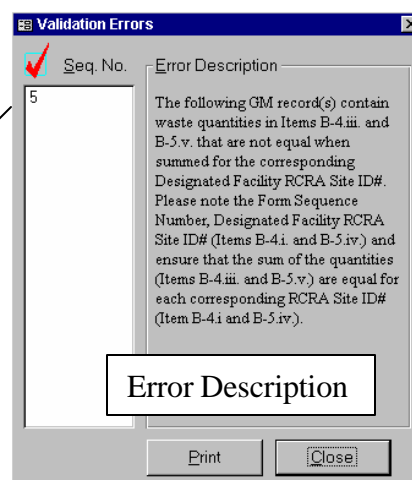 Validation Errors
Seq. No.
5
Error Description
The following GM record(s) contain
waste quantities in Items B-4.iii. and
B-5.v. that are not equal when
summed for the corresponding
Designated Facility RCRA Site ID#.
Please note the Form Sequence
Number, Designated Facility RCRA
Site ID# (Items B-4.i. and B-5.iv.) and
ensure that the sum of the quantities
(Items B-4.iii. and B-5.v.) are equal for
each corresponding RCRA Site ID#
(Item B-4.i and B-5.iv.).
Error Description
Print
Close